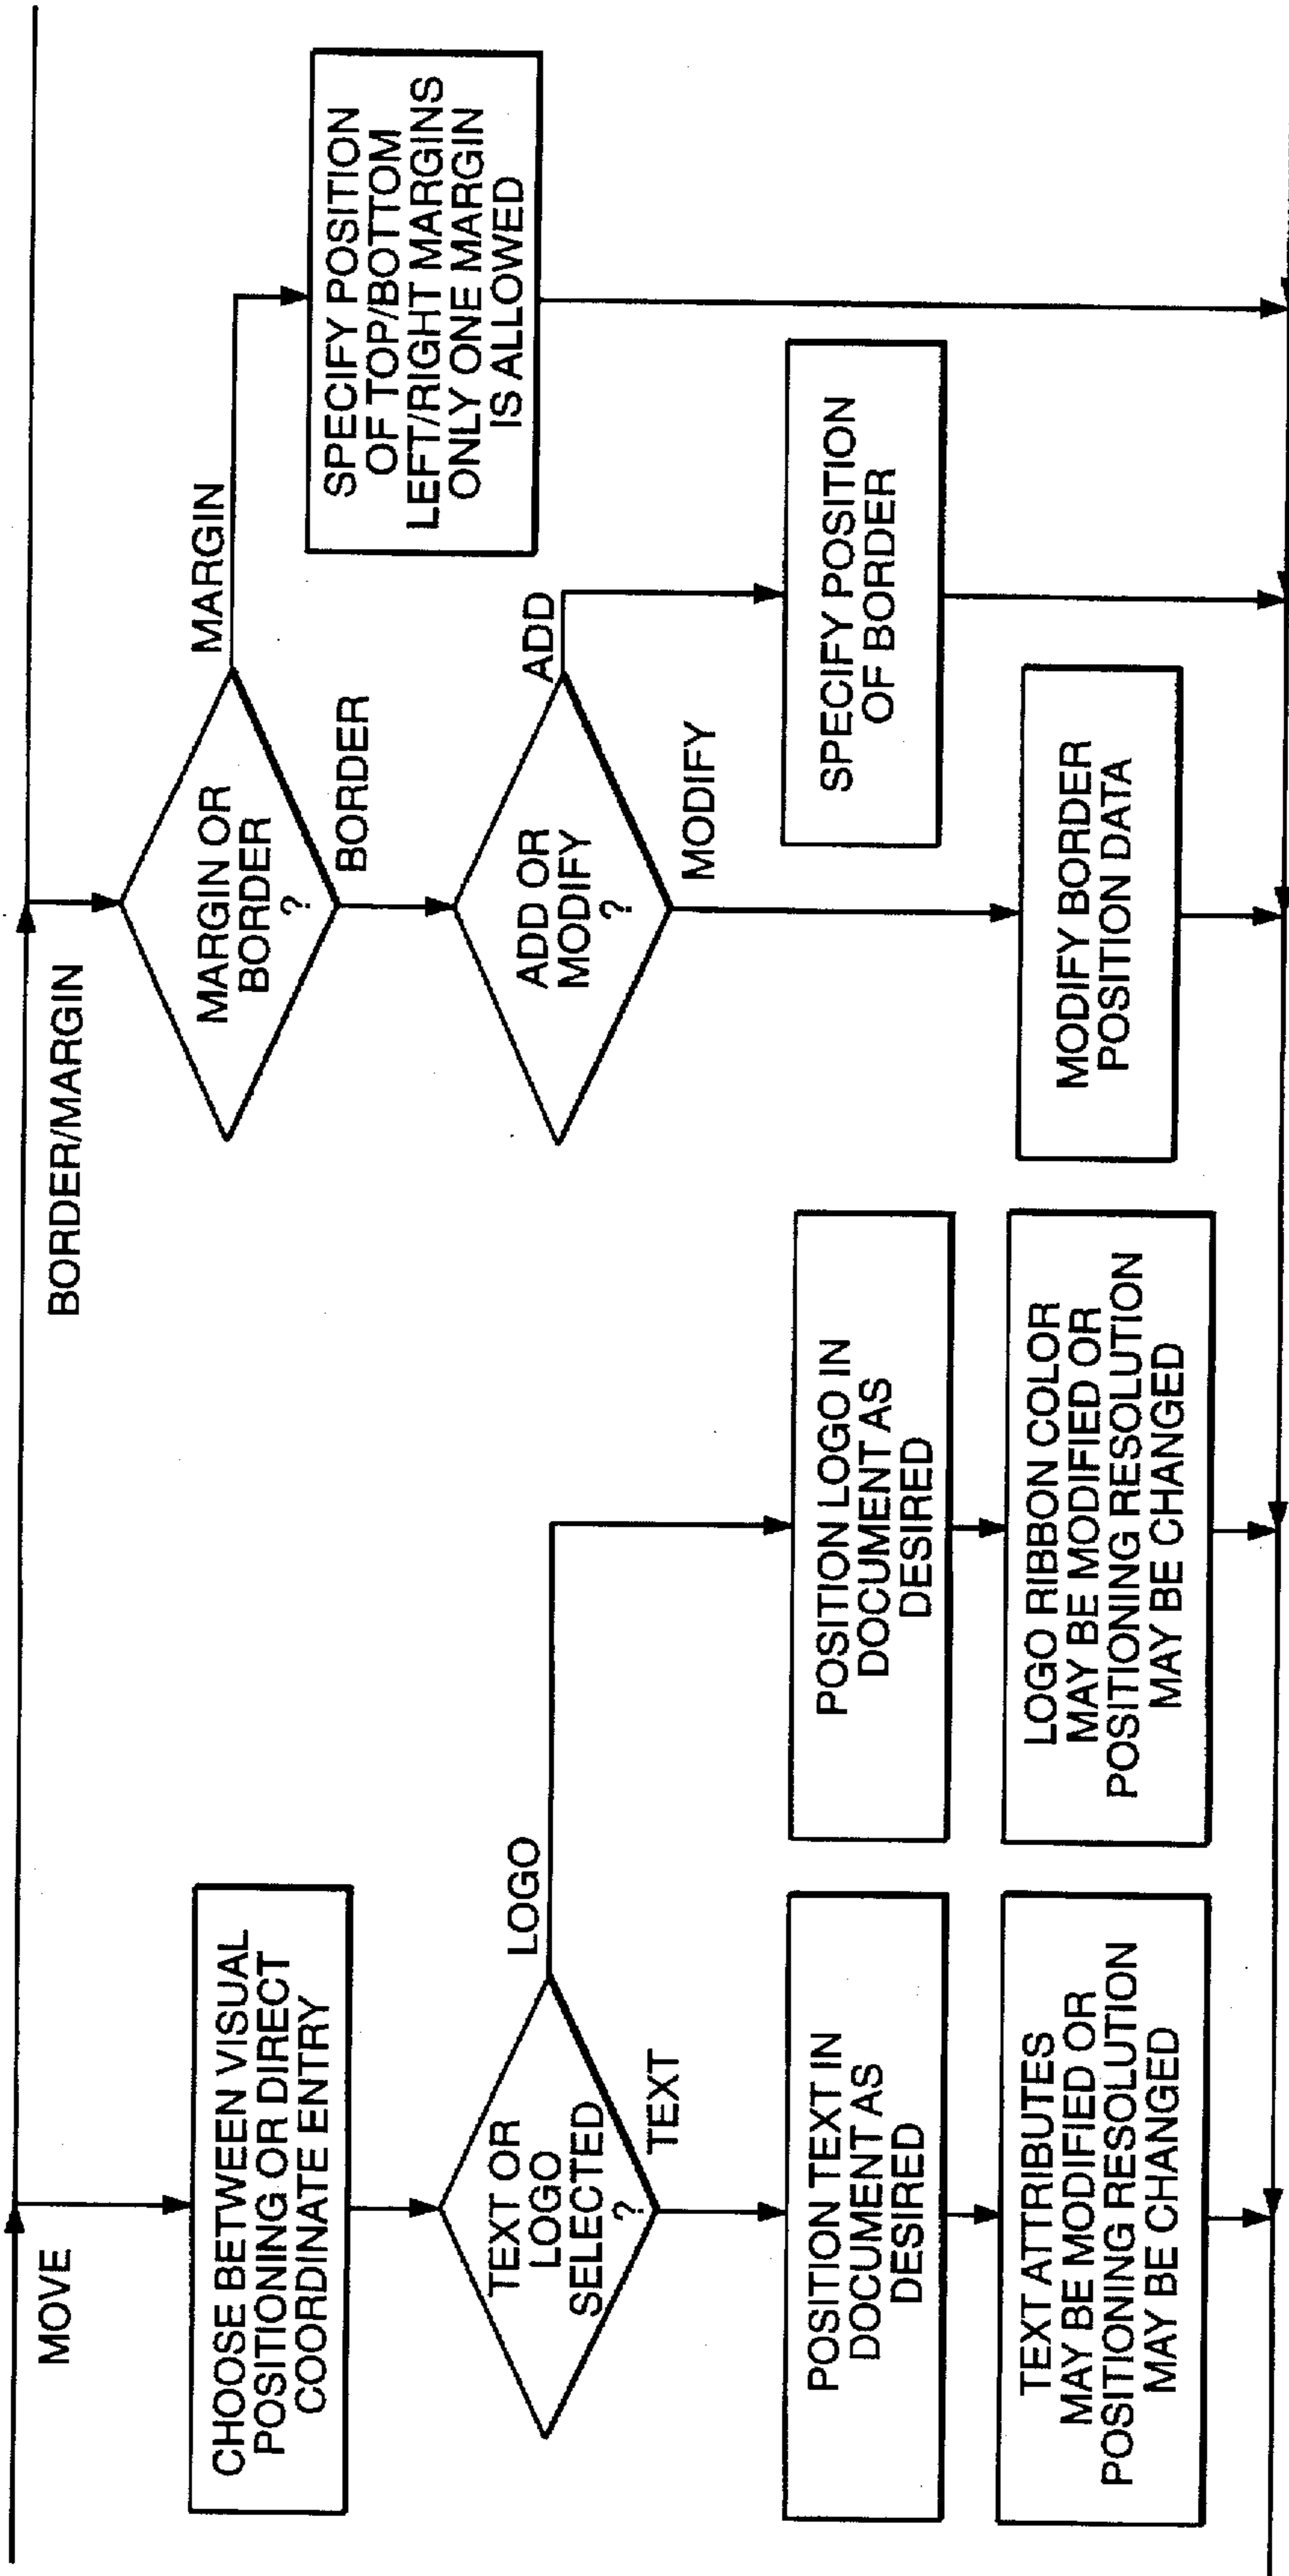 MOVE
CHOOSE BETWEEN VISUAL
POSITIONING OR DIRECT
COORDINATE ENTRY
TEXT OR
LOGO
SELECTED
?
LOGO
TEXT
POSITION TEXT IN
DOCUMENT AS
DESIRED
TEXT ATTRIBUTES
MAY BE MODIFIED OR
POSITIONING RESOLUTION
MAY BE CHANGED
POSITION LOGO IN
DOCUMENT AS
DESIRED
LOGO RIBBON COLOR
MAY BE MODIFIED OR
POSITIONING RESOLUTION
MAY BE CHANGED
BORDER/MARGIN
MARGIN OR
BORDER
?
MARGIN
BORDER
SPECIFY POSITION
OF TOP/BOTTOM
LEFT/RIGHT MARGINS
ONLY ONE MARGIN
IS ALLOWED
ADD OR
MODIFY
?
ADD
MODIFY
SPECIFY POSITION
OF BORDER
MODIFY BORDER
POSITION DATA